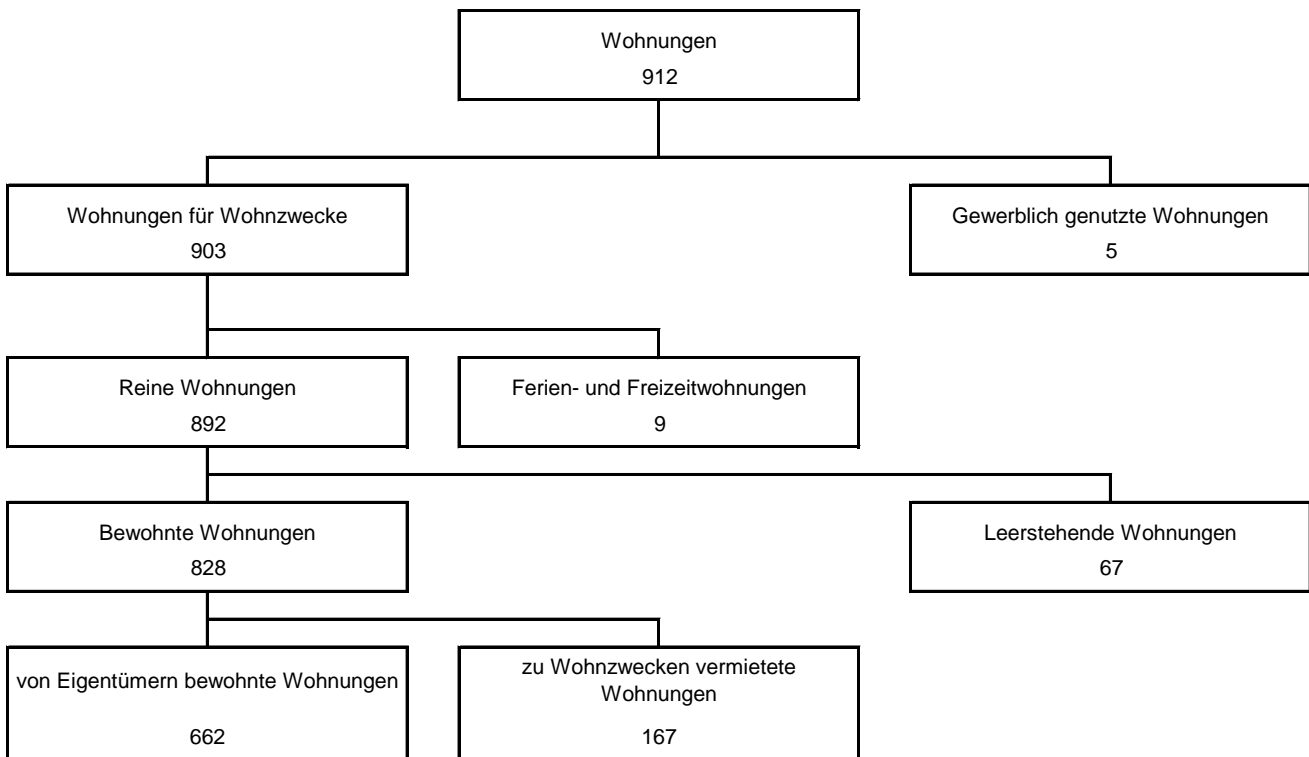 Wohnungen
912
Wohnungen für Wohnzwecke
903
Gewerblich genutzte Wohnungen
5
Reine Wohnungen
892
Ferien- und Freizeitwohnungen
9
Bewohnte Wohnungen
828
Leerstehende Wohnungen
67
von Eigentümern bewohnte Wohnungen
662
zu Wohnzwecken vermietete
Wohnungen
167